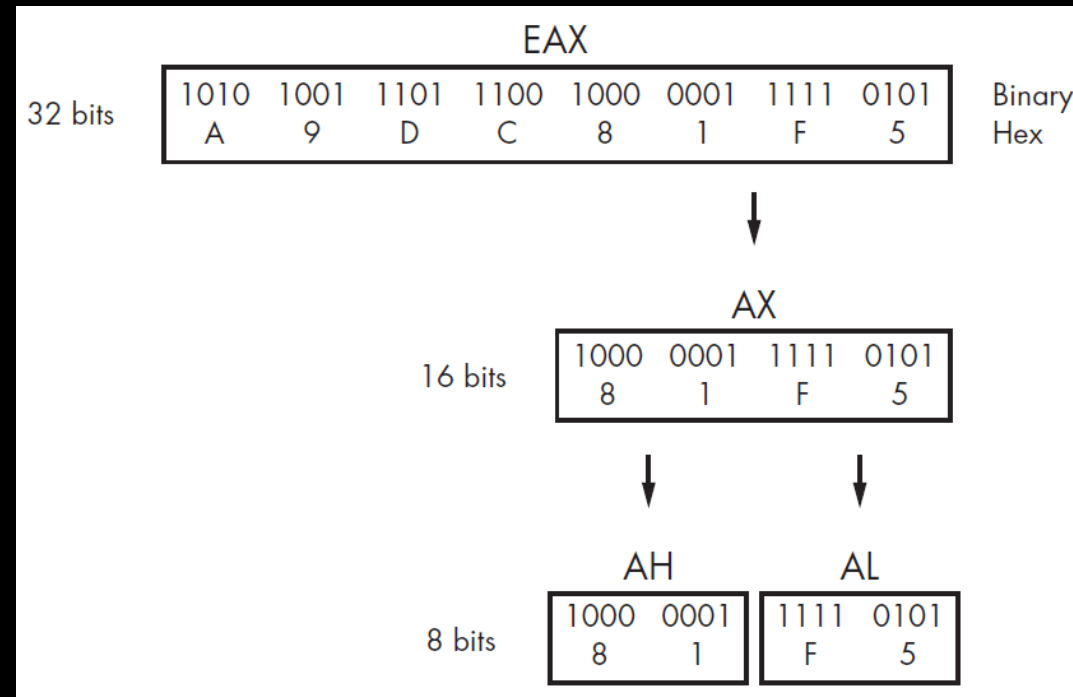 EAX
32 bits
1010 1001 1101 1100 1000 0001 1111 0101 Binary
A 9 D C 8 1 F 5 Hex
AX
16 bits
1000 0001 1111 0101
8 1 F 5
AH AL
8 bits
1000 0001 1111 0101
8 1 F 5